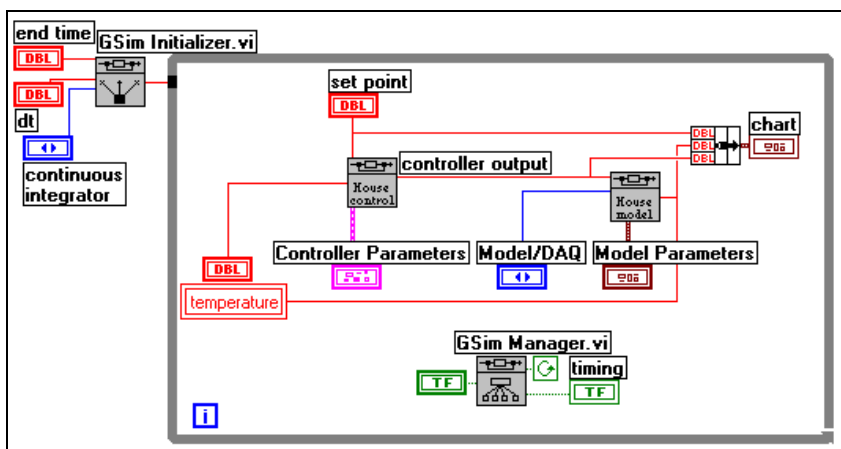 end time
GSim Initializer.vi
DBL
DBL
dt
continuous
integrator
set point
DBL
DBL
DBL
DBL
chart
controller output
House
control
House
model
Controller Parameters
Model/DAQ
Model Parameters
DBL
temperature
GSim Manager.vi
timing
TF
TF
i